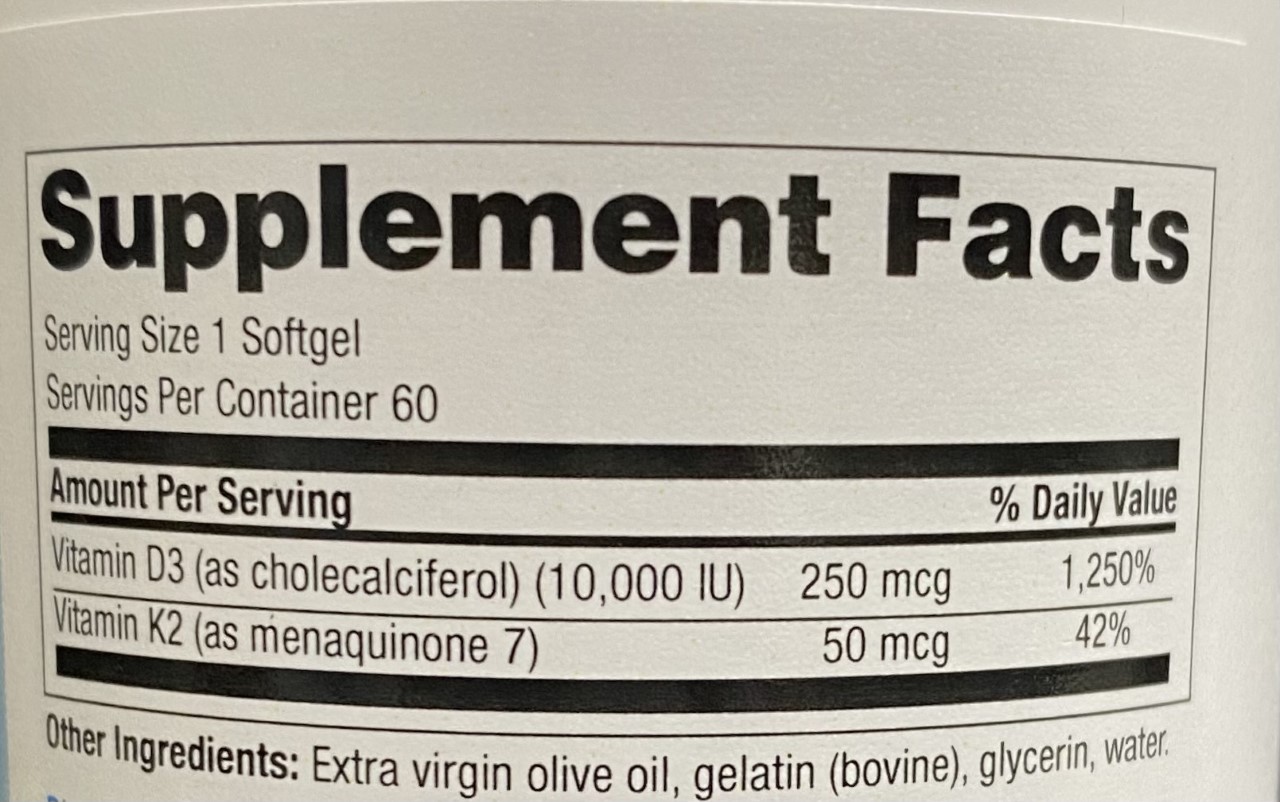 Supplement Facts
Serving Size 1 Softgel
Servings Per Container 60
Amount Per Serving % Daily Value
Vitamin D3 (as cholecalciferol) (10,000 IU) 250 mcg 1,250%
Vitamin K2 (as menaquinone 7) 50 mcg 42%
Other Ingredients: Extra virgin olive oil, gelatin (bovine), glycerin, water.